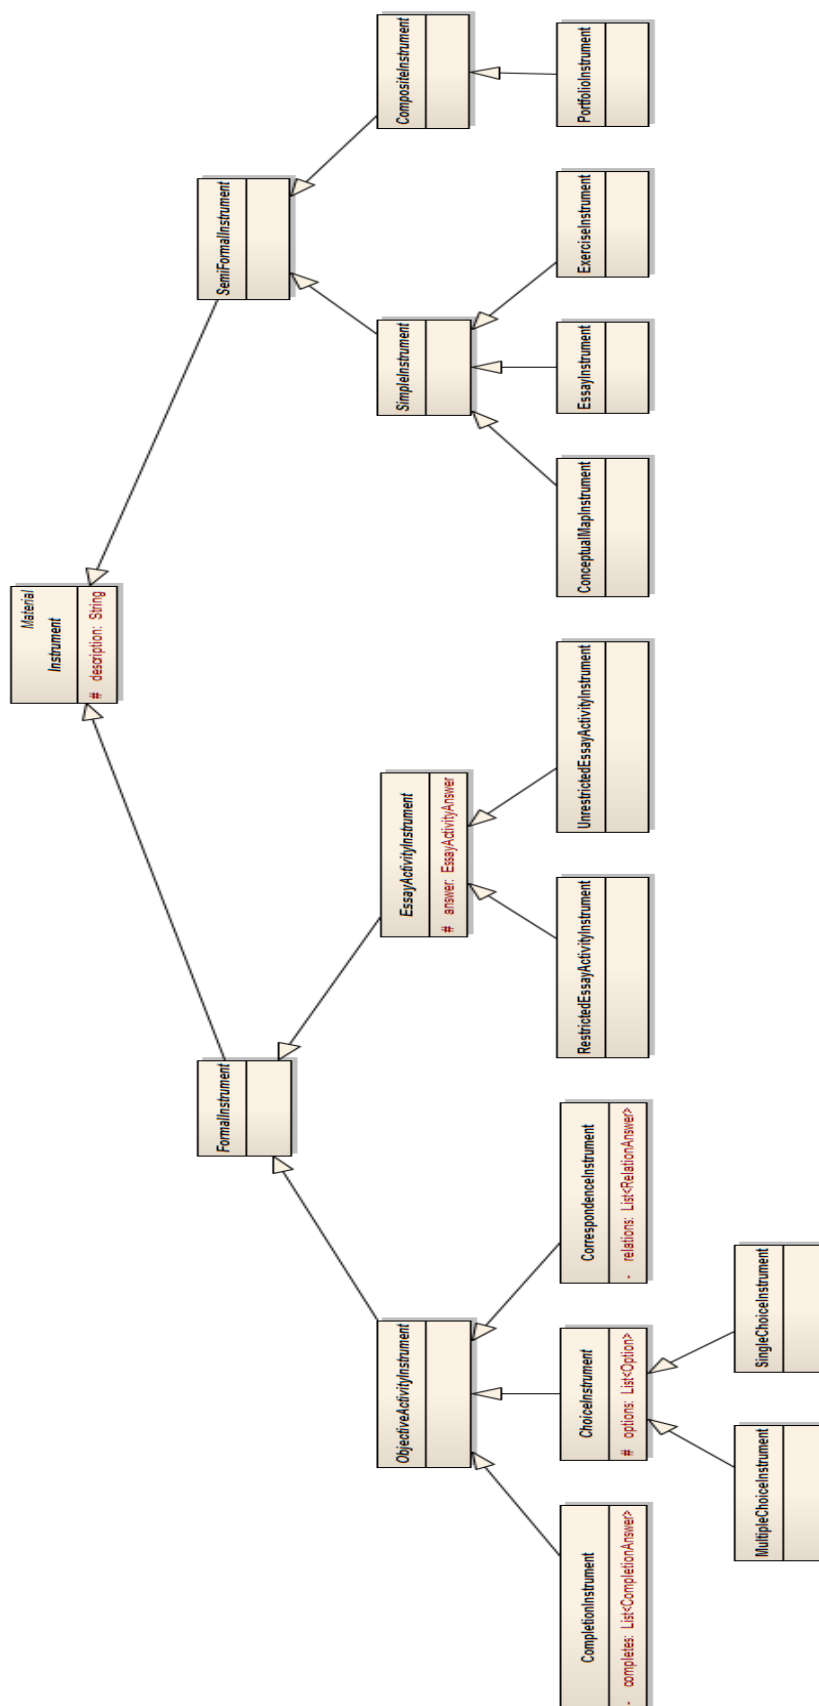 Material
Instrument
# description: String
FormalInstrument
SemiFormalInstrument
ObjectiveActivityInstrument
EssayActivityInstrument
# answer: EssayActivityAnswer
SimpleInstrument
CompositeInstrument
CompletionInstrument
- completes: List<CompletionAnswer>
ChoiceInstrument
# options: List<Option>
CorrespondenceInstrument
- relations: List<RelationAnswer>
RestrictedEssayActivityInstrument
UnrestrictedEssayActivityInstrument
ConceptualMapInstrument
EssayInstrument
ExerciseInstrument
PortfolioInstrument
MultipleChoiceInstrument
SingleChoiceInstrument